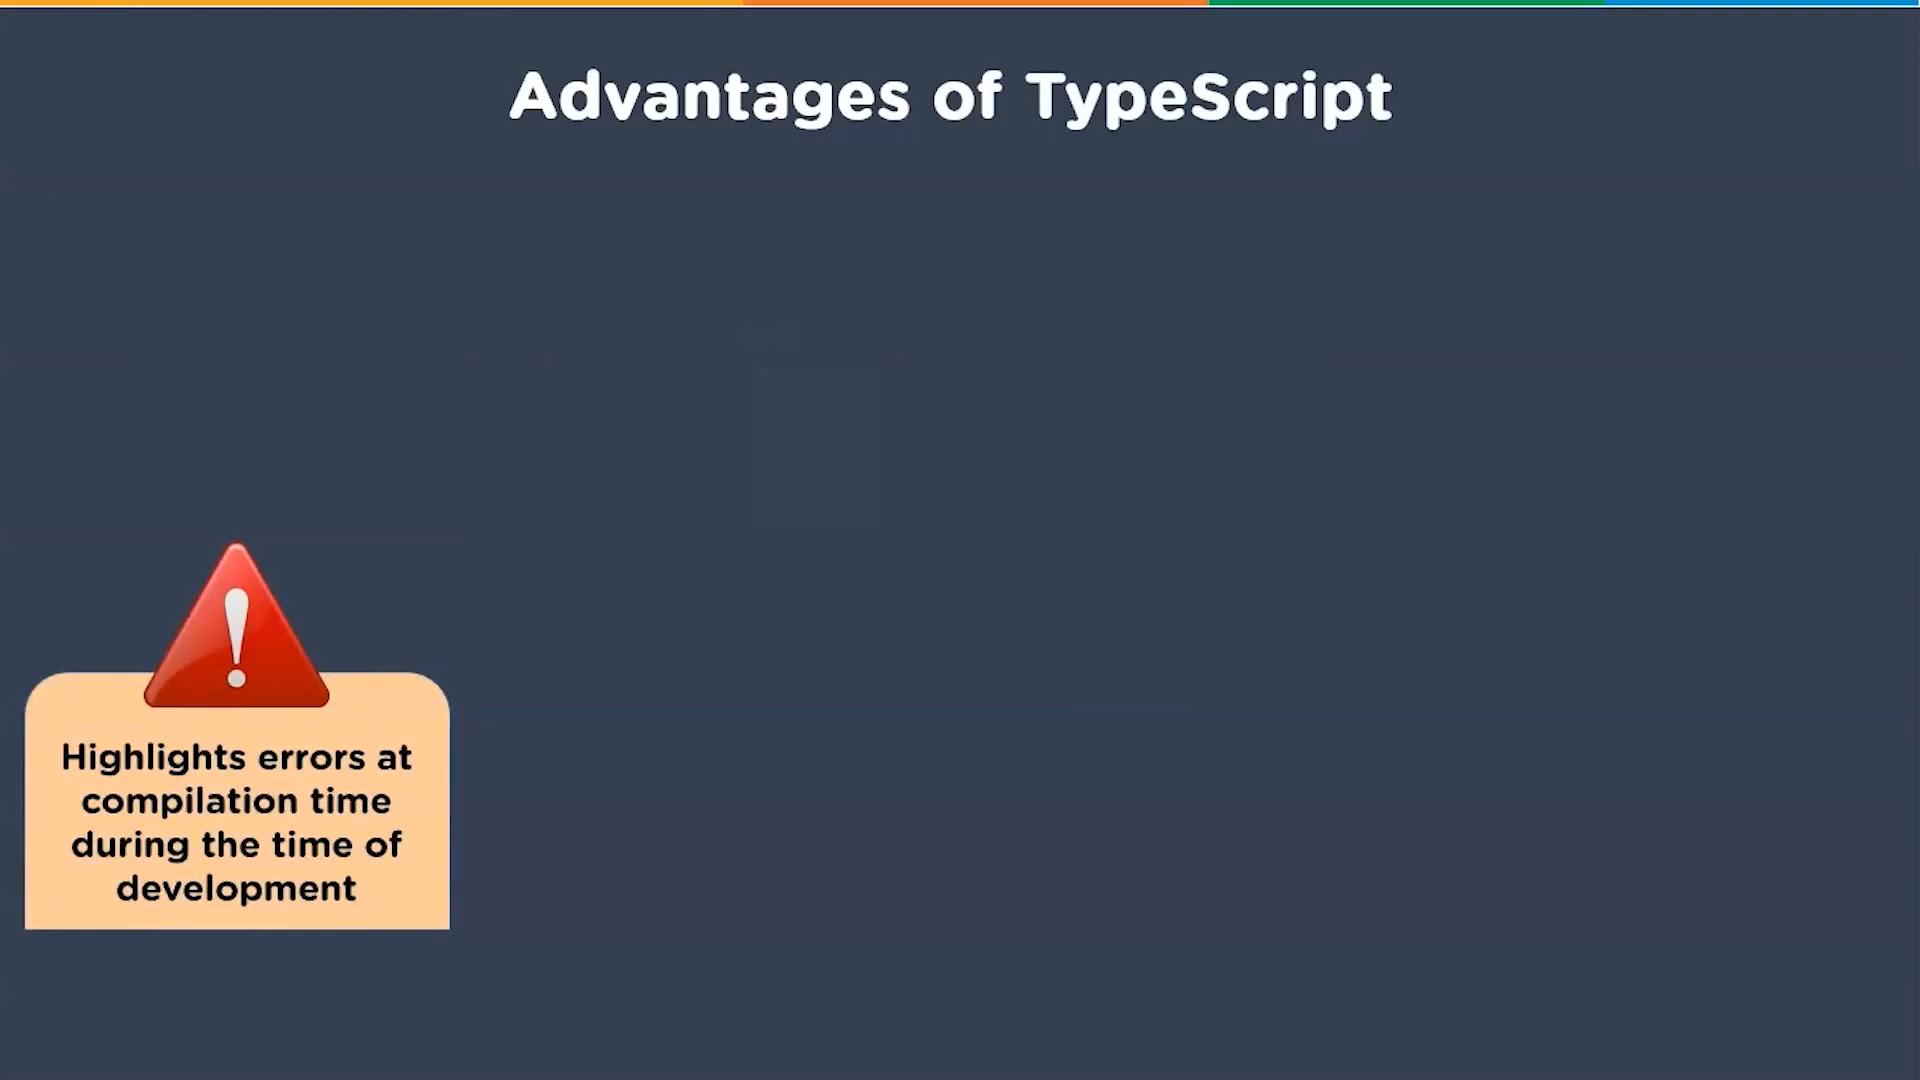 Advantages of TypeScript
Highlights errors at
compilation time
during the time of
development